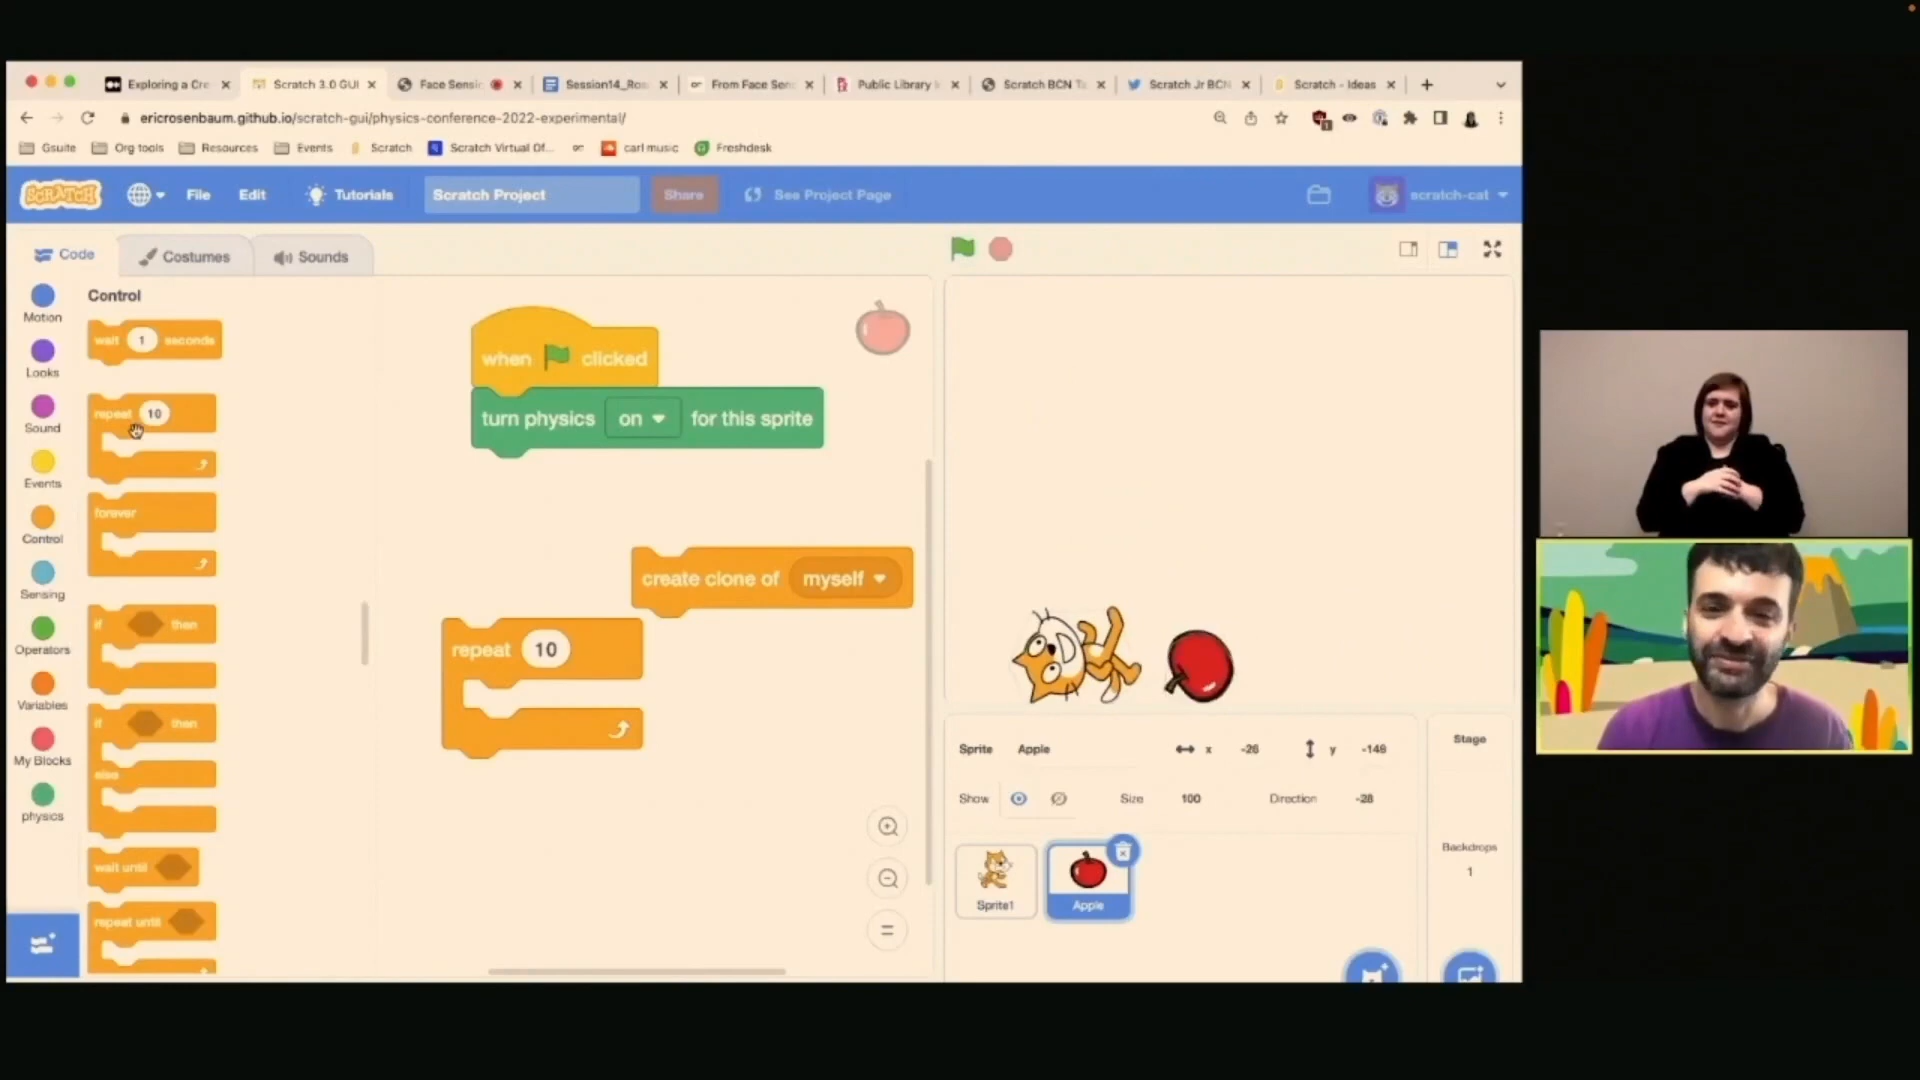 Exploring a Cre
Scratch 3.0 GUI
Face Sensin
Session14_Ros
From Face Sens
Public Library
Scratch BCN Ta
Scratch Jr BCN
Scratch - Ideas
ericrosenbaum.github.io/scratch-gui/physics-conference-2022-experimental/
Gsuite
Org tools
Resources
Events
Scratch
Scratch Virtual Of...
carl music
Freshdesk
SCRATCH
File
Edit
Tutorials
Scratch Project
Share
See Project Page
scratch-cat
Code
Costumes
Sounds
Motion
Looks
Sound
Events
Control
Sensing
Operators
Variables
My Blocks
physics
Control
wait 1 seconds
repeat 10
forever
if then
if then
else
wait until
repeat until
when clicked
turn physics on for this sprite
create clone of myself
repeat 10
Sprite Apple x -26 y -148
Show Size 100 Direction -28
Sprite1
Apple
Stage
Backdrops
1